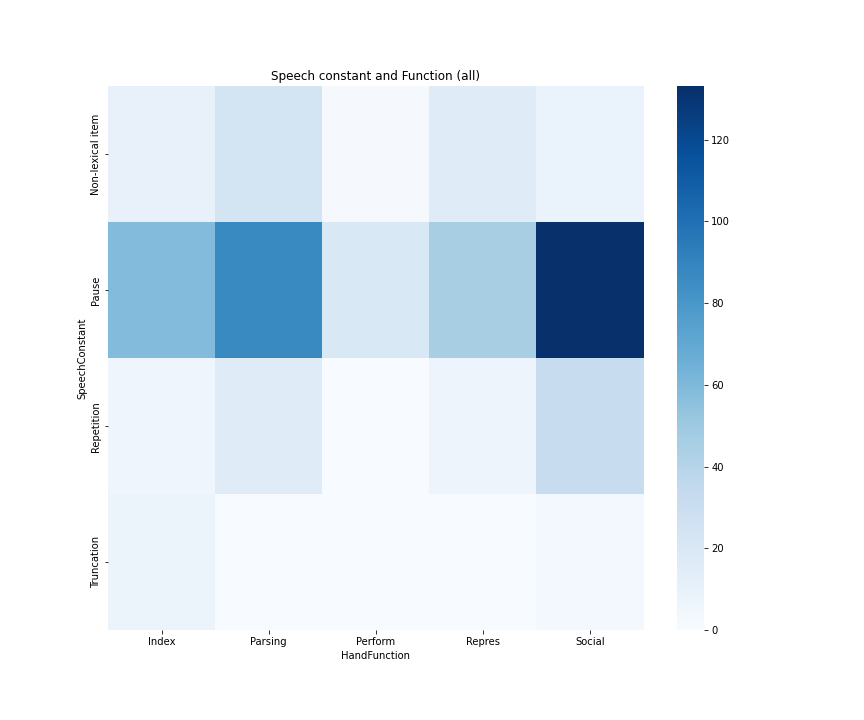 Speech constant and Function (all)
SpeechConstant
Non-lexical item
Pause
Repetition
Truncation
Index
Parsing
Perform
Repres
Social
HandFunction
120
100
80
60
40
20
0